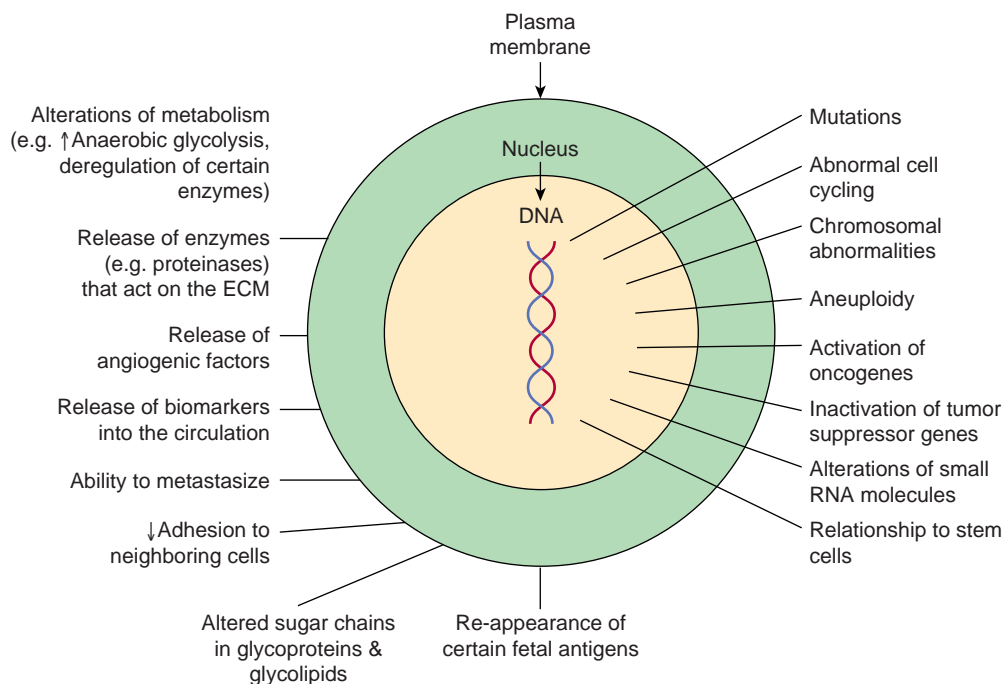 Plasma
membrane
Alterations of metabolism
(e.g. ↑Anaerobic glycolysis,
deregulation of certain
enzymes)
Release of enzymes
(e.g. proteinases)
that act on the ECM
Release of
angiogenic factors
Release of biomarkers
into the circulation
Ability to metastasize
↓Adhesion to
neighboring cells
Altered sugar chains
in glycoproteins &
glycolipids
Re-appearance of
certain fetal antigens
Nucleus
DNA
Mutations
Abnormal cell
cycling
Chromosomal
abnormalities
Aneuploidy
Activation of
oncogenes
Inactivation of tumor
suppressor genes
Alterations of small
RNA molecules
Relationship to stem
cells